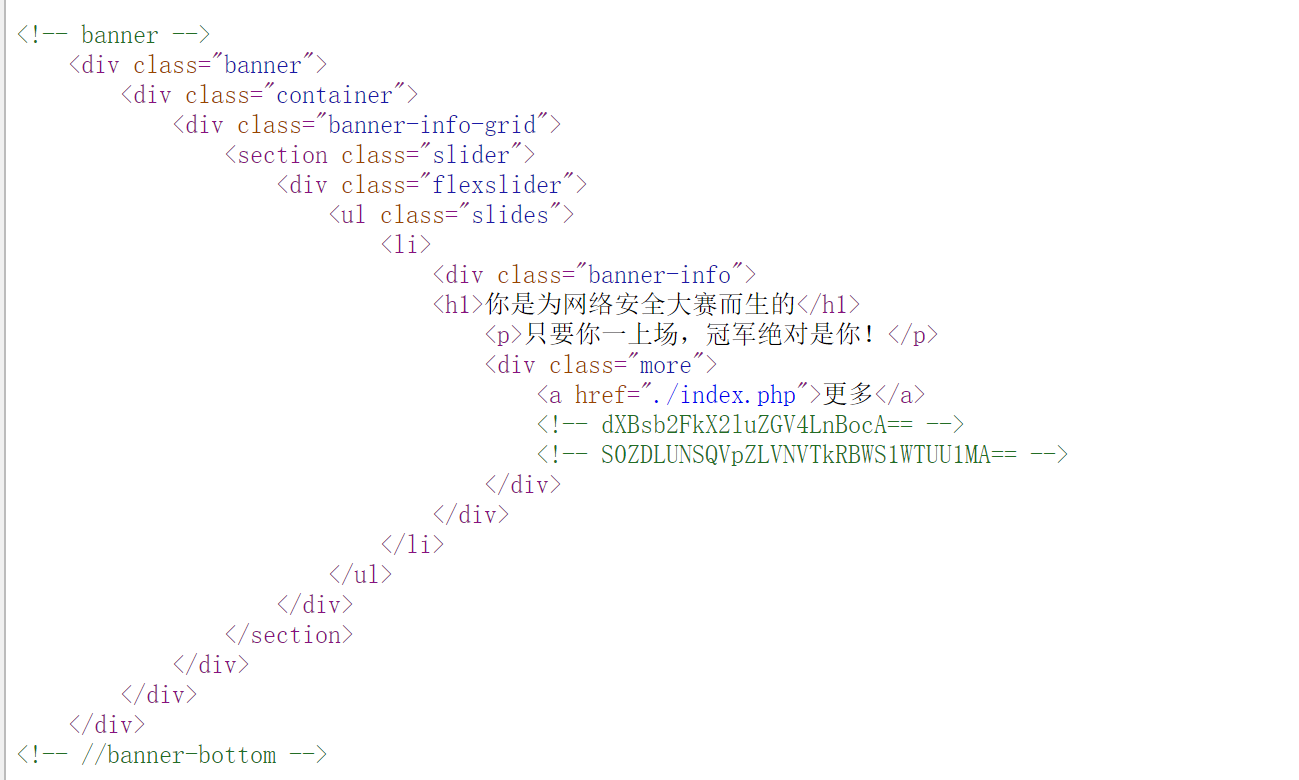 <!-- banner -->
<div class="banner">
<div class="container">
<div class="banner-info-grid">
<section class="slider">
<div class="flexslider">
<ul class="slides">
<li>
<div class="banner-info">
<h1>你是为网络安全大赛而生的</h1>
<p>只要你一上场，冠军绝对是你！</p>
<div class="more">
<a href="./index.php">更多</a>
<!-- dXBsb2FkX2luZGV4LnBocA== -->
<!-- S0ZDLUNSQVpZLVNVTkRBWS1WTUU1MA== -->
</div>
</div>
</li>
</ul>
</div>
</section>
</div>
</div>
</div>
<!-- //banner-bottom -->